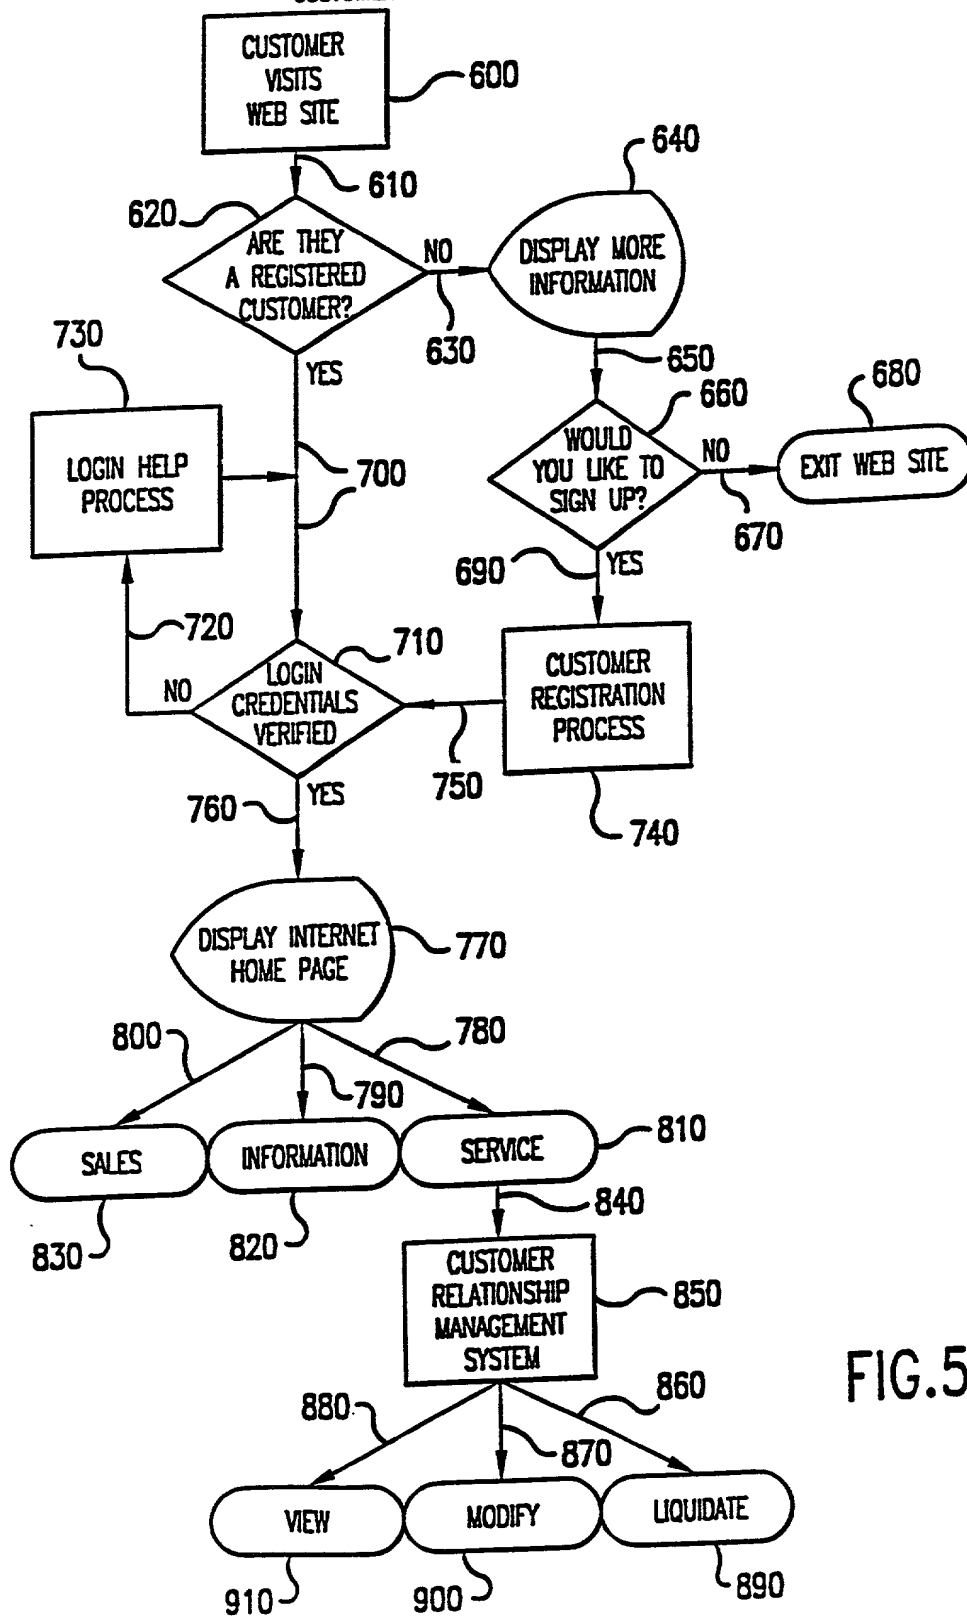 CUSTOMER
VISITS
WEB SITE
600
610
620
ARE THEY
A REGISTERED
CUSTOMER?
NO
630
640
DISPLAY MORE
INFORMATION
YES
650
660
WOULD
YOU LIKE TO
SIGN UP?
NO
670
680
EXIT WEB SITE
730
LOGIN HELP
PROCESS
700
690
YES
720
710
LOGIN
CREDENTIALS
VERIFIED
NO
CUSTOMER
REGISTRATION
PROCESS
750
740
760
YES
DISPLAY INTERNET
HOME PAGE
770
800
790
780
SALES
INFORMATION
SERVICE
810
830
820
840
CUSTOMER
RELATIONSHIP
MANAGEMENT
SYSTEM
850
FIG.5
880
870
860
VIEW
MODIFY
LIQUIDATE
910
900
890